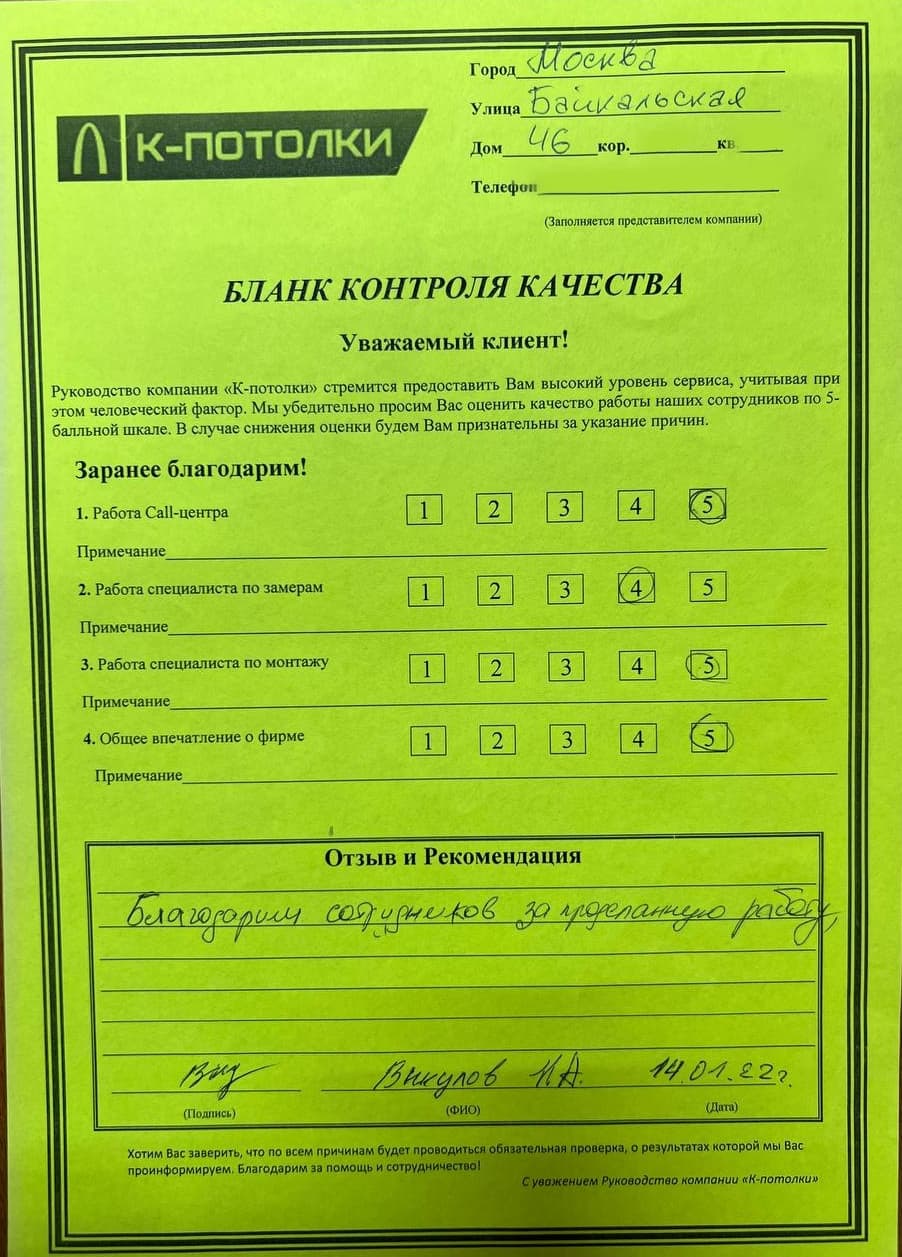 Город Москва
Улица Байкальская
К-ПОТОЛКИ
Дом 46 кор. кв
Телефон
(Заполняется представителем компании)
БЛАНК КОНТРОЛЯ КАЧЕСТВА
Уважаемый клиент!
Руководство компании «К-потолки» стремится предоставить Вам высокий уровень сервиса, учитывая при
этом человеческий фактор. Мы убедительно просим Вас оценить качество работы наших сотрудников по 5-
балльной шкале. В случае снижения оценки будем Вам признательны за указание причин.
Заранее благодарим!
1. Работа Call-центра 1 2 3 4 5
Примечание
2. Работа специалиста по замерам 1 2 3 4 5
Примечание
3. Работа специалиста по монтажу 1 2 3 4 5
Примечание
4. Общее впечатление о фирме 1 2 3 4 5
Примечание
Отзыв и Рекомендация
Благодарим сотрудников за проделанную работу,
Викулов К.А. 14.01.22г.
(Подпись) (ФИО) (Дата)
Хотим Вас заверить, что по всем причинам будет проводиться обязательная проверка, о результатах которой мы Вас
проинформируем. Благодарим за помощь и сотрудничество!
С уважением Руководство компании «К-потолки»